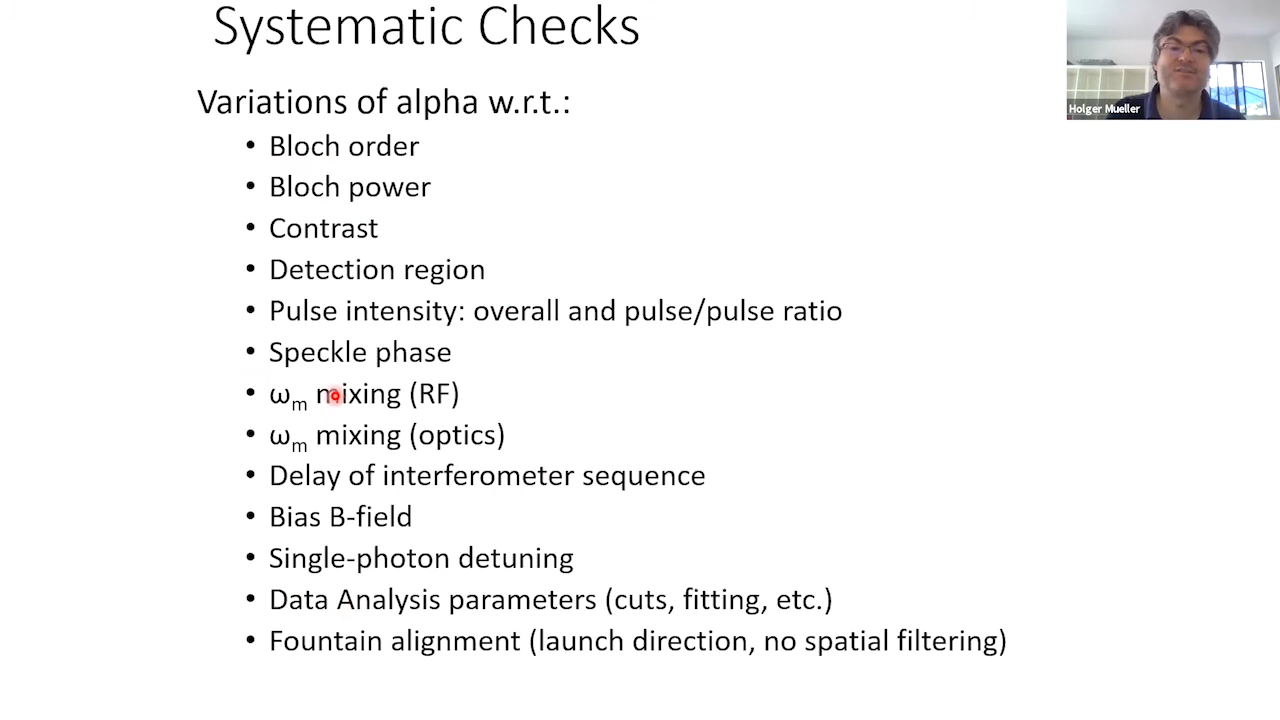 Systematic Checks
Holger Mueller
Variations of alpha w.r.t.:
• Bloch order
• Bloch power
• Contrast
• Detection region
• Pulse intensity: overall and pulse/pulse ratio
• Speckle phase
• ωm mixing (RF)
• ωm mixing (optics)
• Delay of interferometer sequence
• Bias B-field
• Single-photon detuning
• Data Analysis parameters (cuts, fitting, etc.)
• Fountain alignment (launch direction, no spatial filtering)